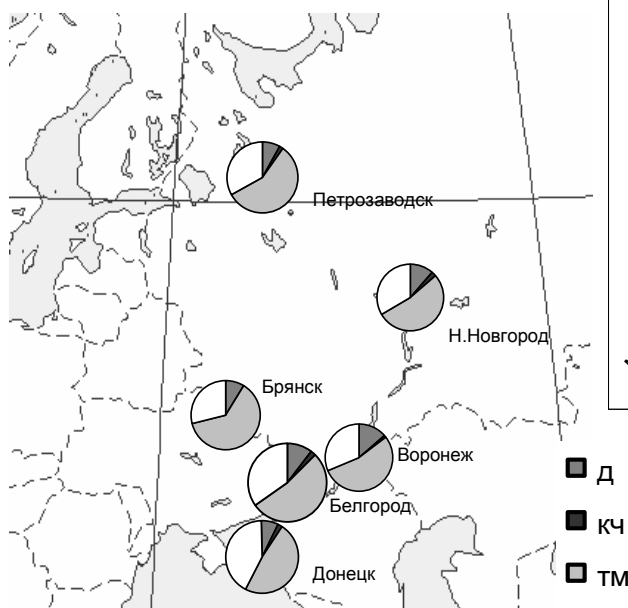 Петрозаводск
Н.Новгород
Брянск
Воронеж
Белгород
Донецк
д
кч
тм